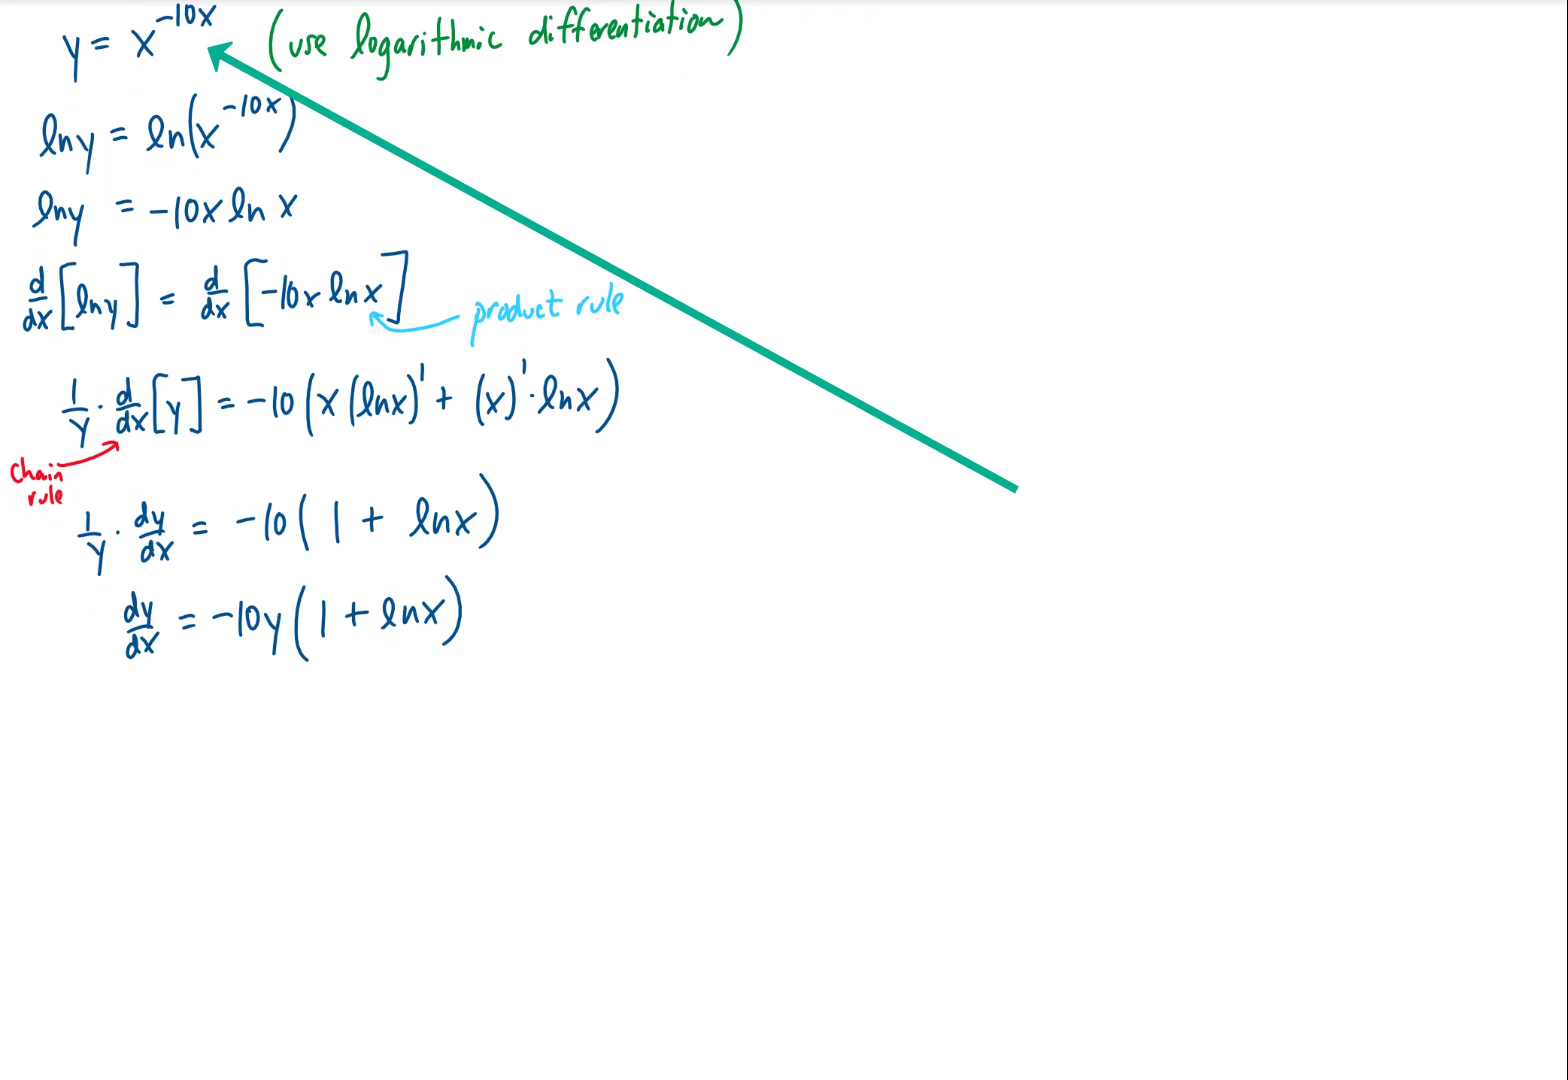 y = x^{-10x} (use logarithmic differentiation)
ln y = ln(x^{-10x})
ln y = -10x ln x
d/dx [ln y] = d/dx [-10x ln x]
product rule
1/y · d/dx [y] = -10 (x (ln x)' + (x)' · ln x)
chain
rule
1/y · dy/dx = -10 ( 1 + ln x)
dy/dx = -10y ( 1 + ln x)